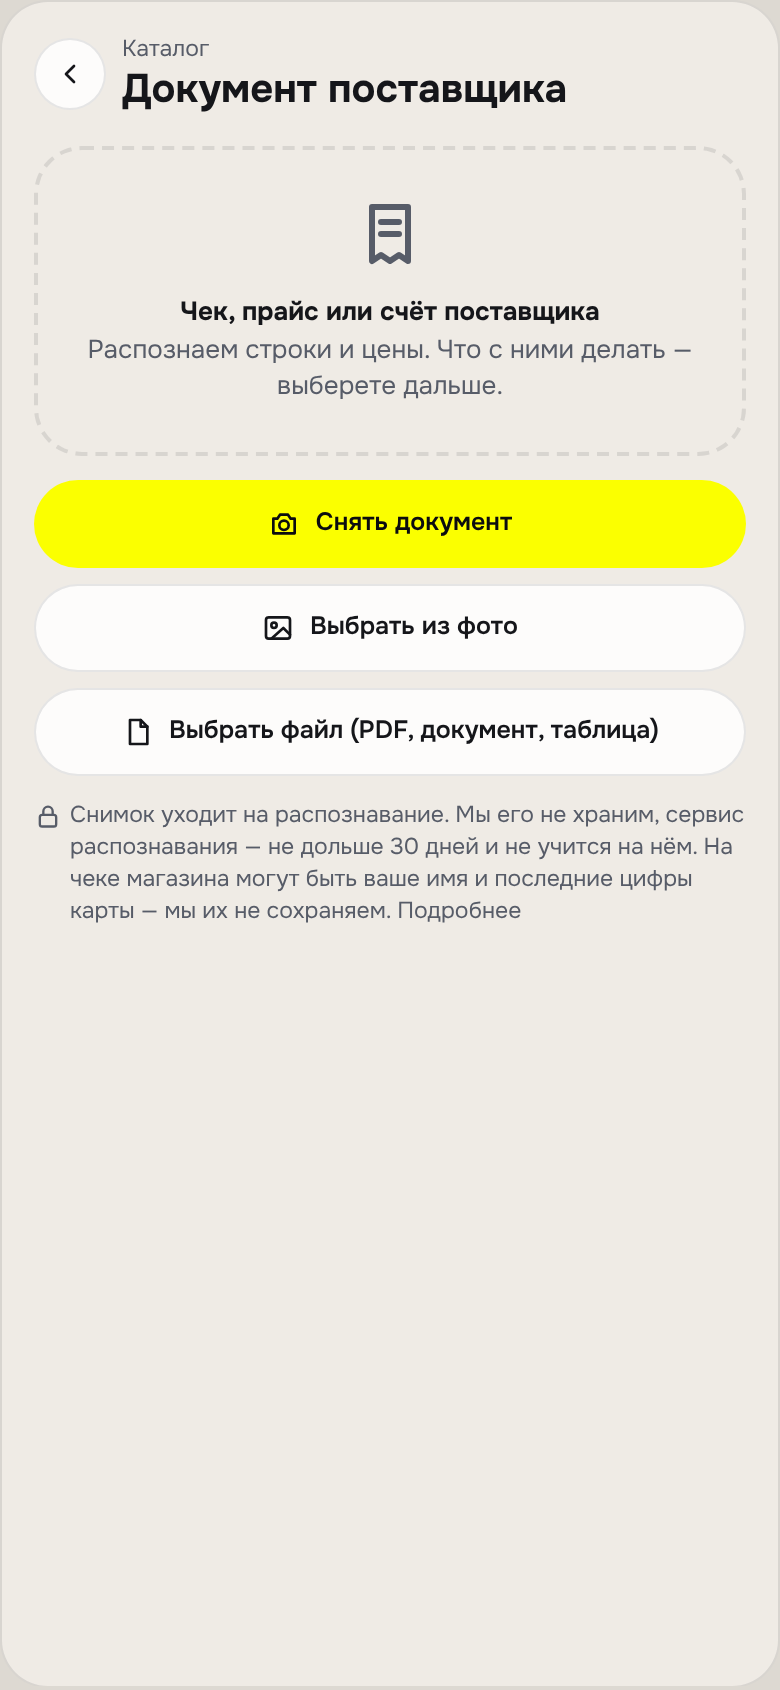 Каталог
Документ поставщика
Чек, прайс или счёт поставщика
Распознаем строки и цены. Что с ними делать —
выберете дальше.
Снять документ
Выбрать из фото
Выбрать файл (PDF, документ, таблица)
Снимок уходит на распознавание. Мы его не храним, сервис
распознавания — не дольше 30 дней и не учится на нём. На
чеке магазина могут быть ваше имя и последние цифры
карты — мы их не сохраняем. Подробнее